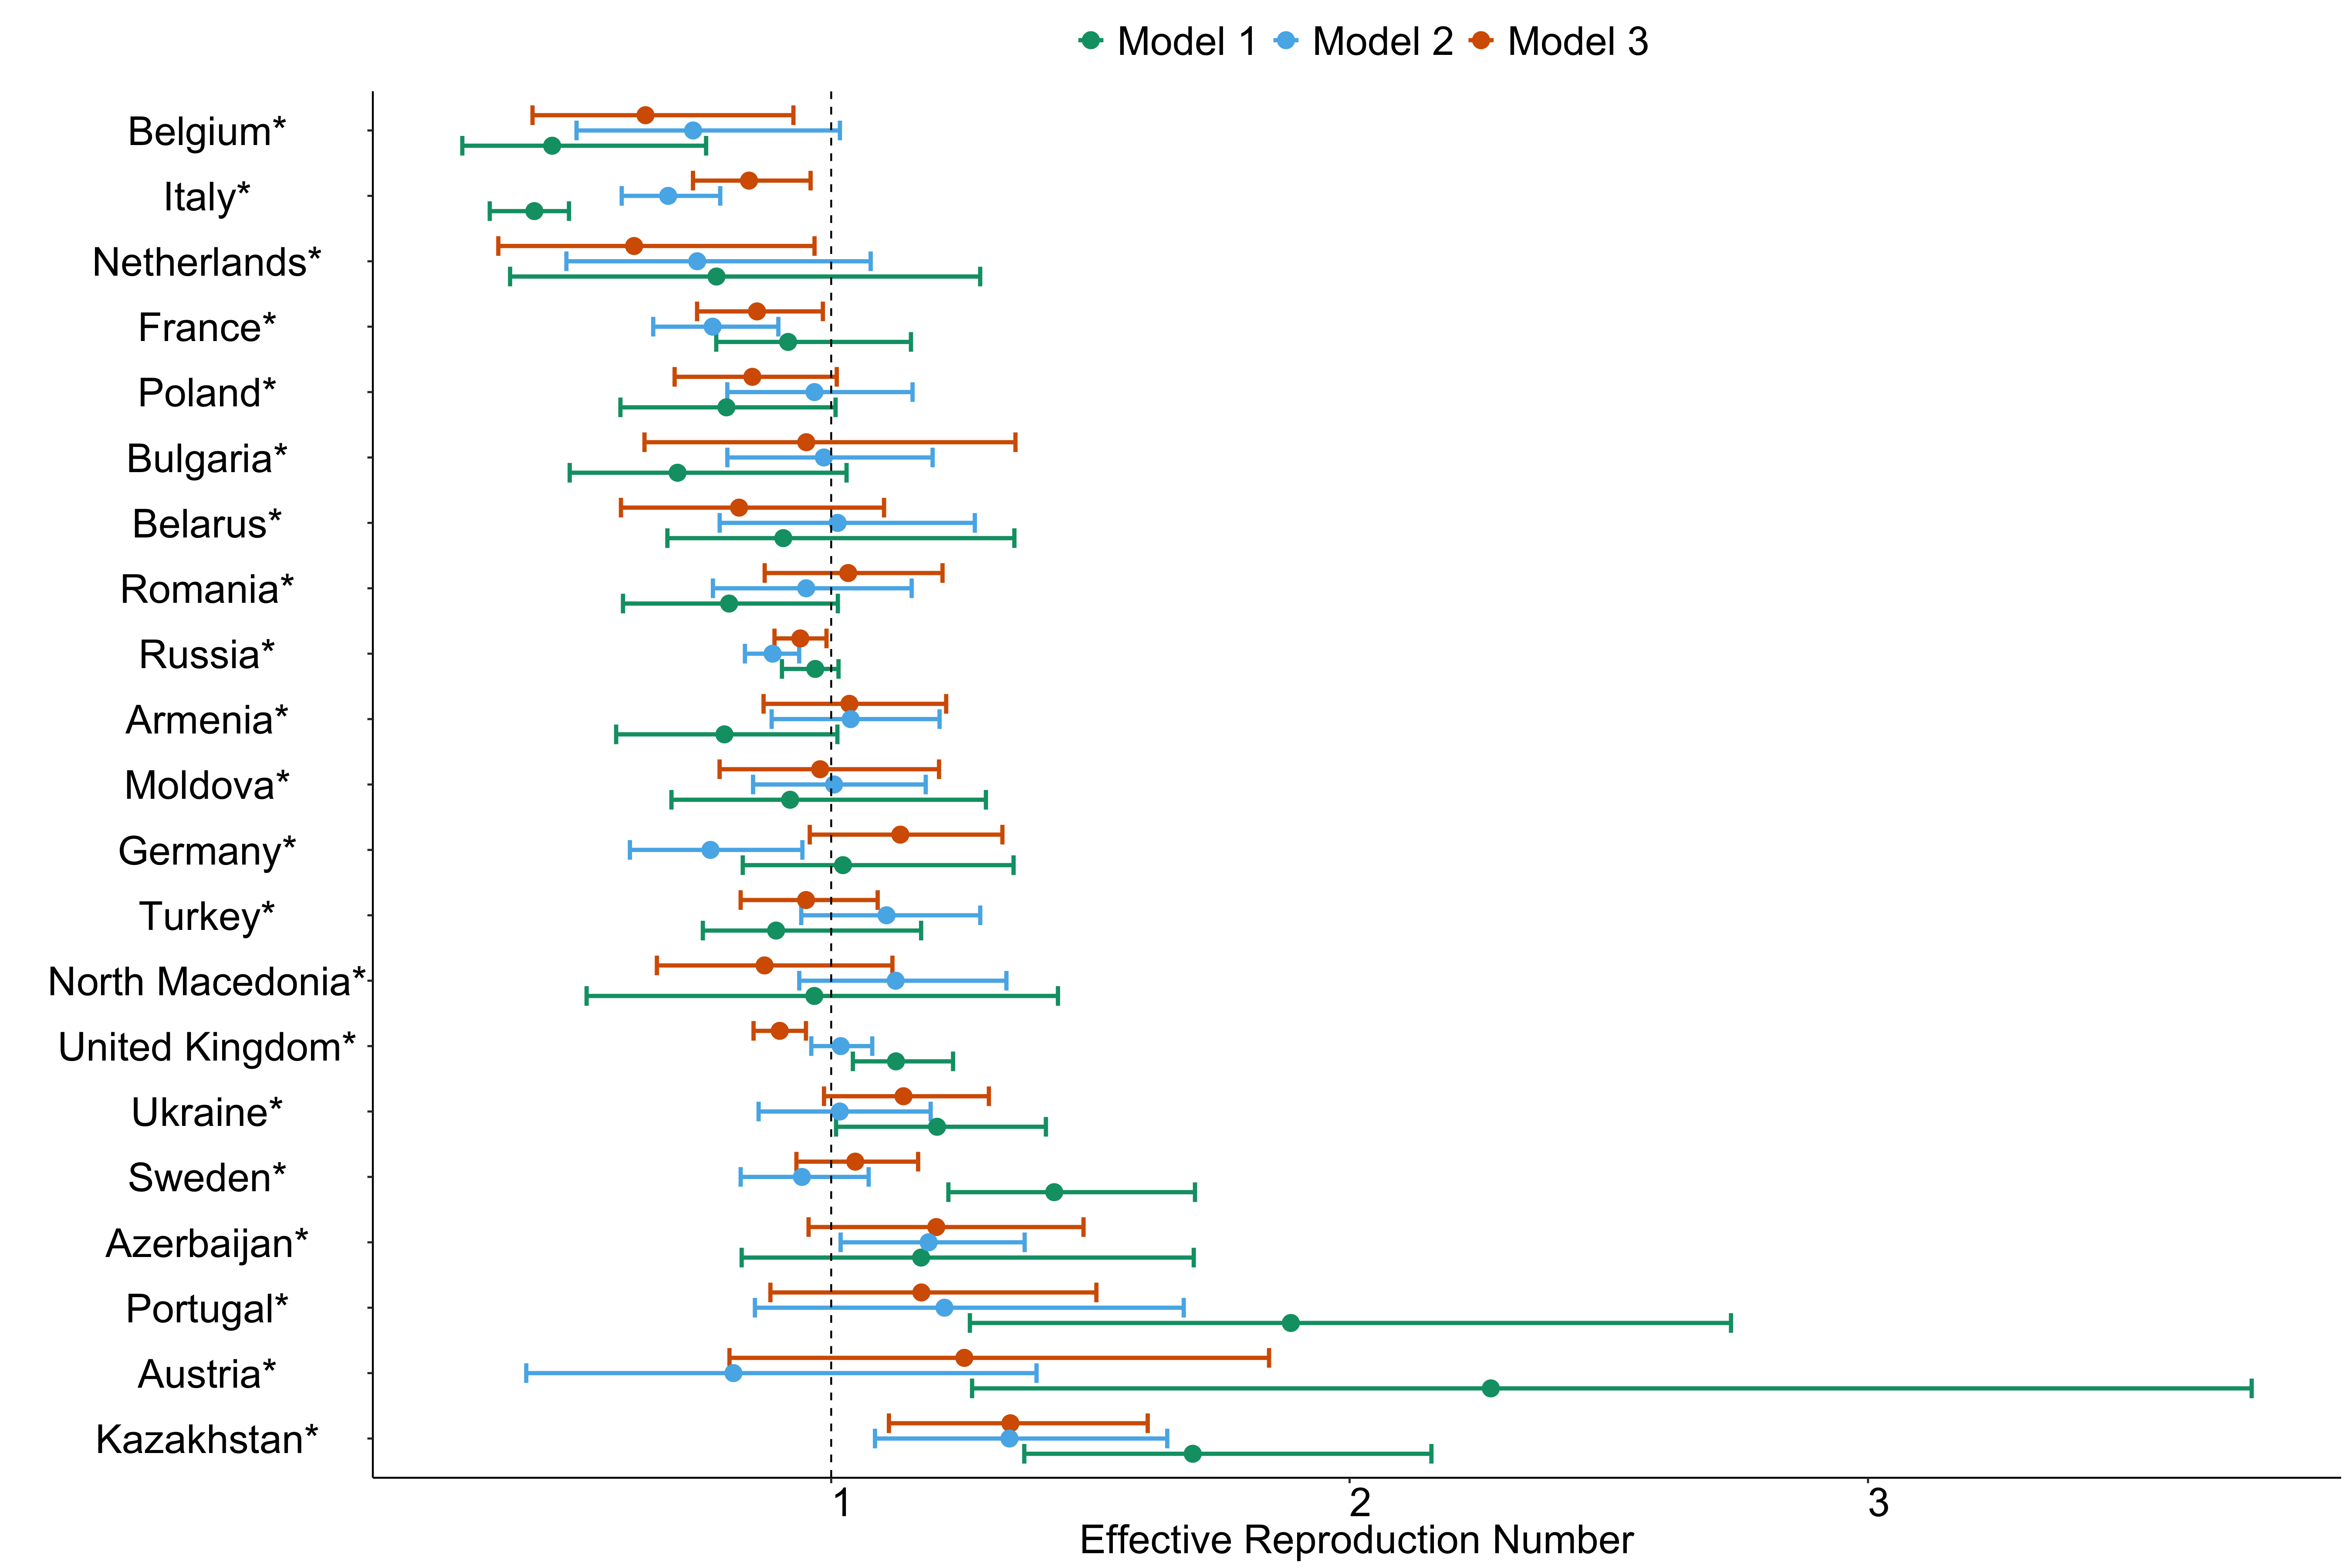 Model 1 Model 2 Model 3
Belgium*
Italy*
Netherlands*
France*
Poland*
Bulgaria*
Belarus*
Romania*
Russia*
Armenia*
Moldova*
Germany*
Turkey*
North Macedonia*
United Kingdom*
Ukraine*
Sweden*
Azerbaijan*
Portugal*
Austria*
Kazakhstan*
1 2 3
Effective Reproduction Number